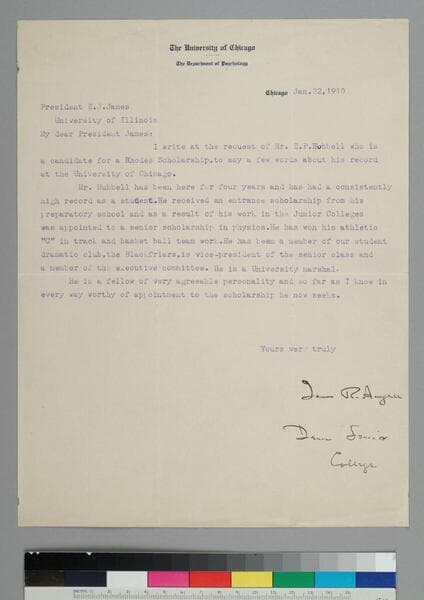 The University of Chicago
The Department of Psychology
Chicago Jan.22,1910
President E.J.James
University of Illinois
My dear President James:
I write at the request of Mr. E.P.Hubbell who is
a candidate for a Rhodes Scholarship,to say a few words about his record
at the University of Chicago.
Mr. Hubbell has been here for four years and has had a consistently
high record as a student.He received an entrance scholarship from his
preparatory school and as a result of his work in the Junior Colleges
was appointed to a senior scholarship in physics.He has won his athletic
"C" in track and basket ball team work.He has been a member of our student
dramatic club,the Blackfriars,is vice-president of the senior class and
a member of the executive committee. He is a University marshal.
He is a fellow of very agreeable personality and so far as I know in
every way worthy of appointment to the scholarship he now seeks.
Yours very truly
James R. Angell
Dean Senior
College